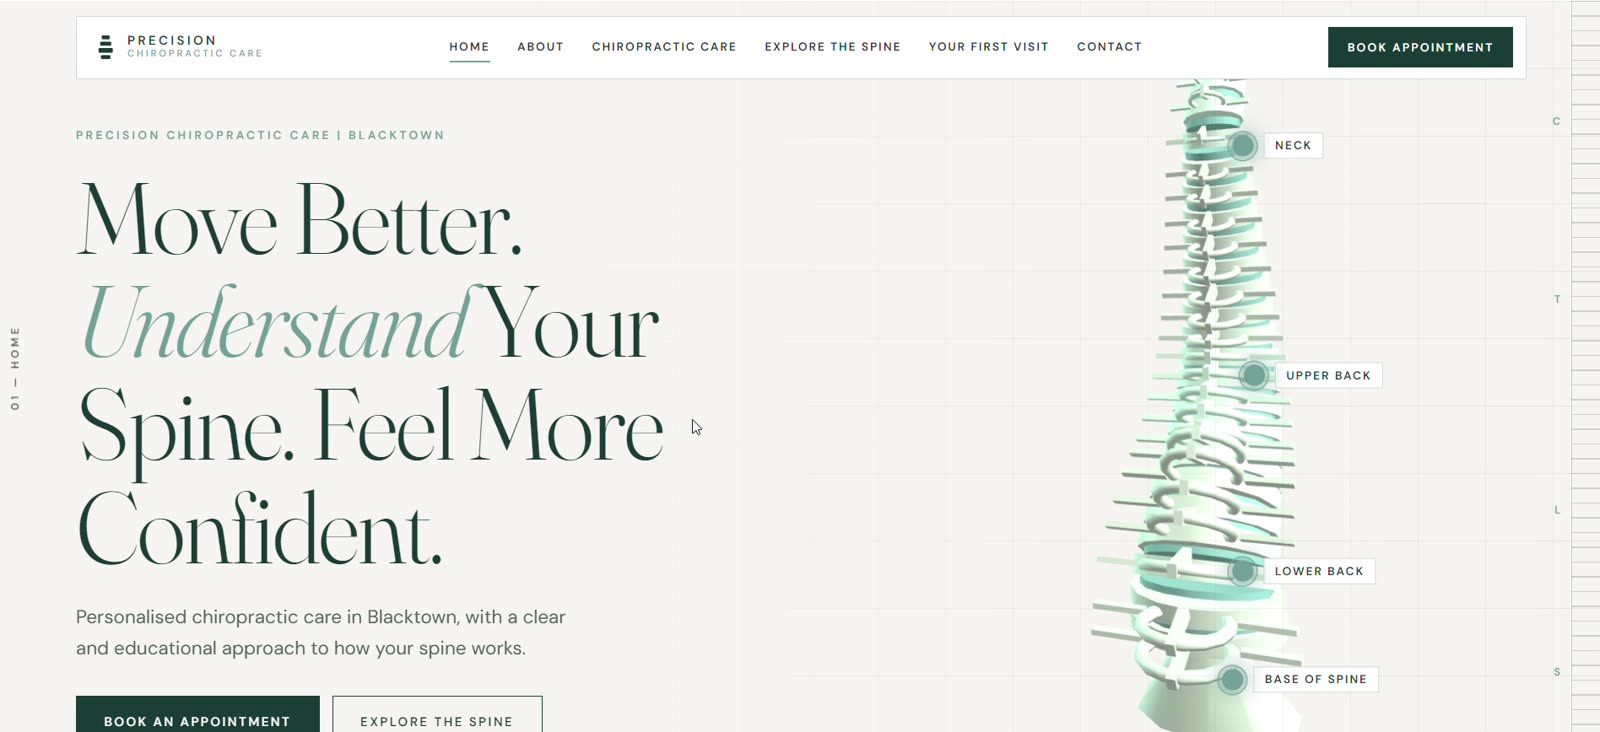 PRECISION
CHIROPRACTIC CARE
HOME
ABOUT
CHIROPRACTIC CARE
EXPLORE THE SPINE
YOUR FIRST VISIT
CONTACT
BOOK APPOINTMENT
PRECISION CHIROPRACTIC CARE | BLACKTOWN
Move Better.
Understand Your
Spine. Feel More
Confident.
Personalised chiropractic care in Blacktown, with a clear
and educational approach to how your spine works.
BOOK AN APPOINTMENT
EXPLORE THE SPINE
01 — HOME
NECK
UPPER BACK
LOWER BACK
BASE OF SPINE
C
T
L
S